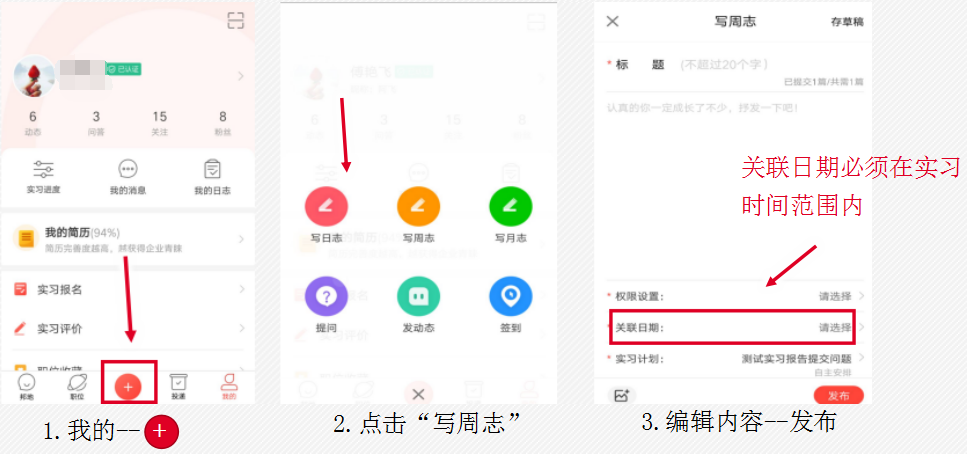 已认证
6
3
15
8
动态
问答
关注
粉丝
实习进度
我的消息
我的日志
我的简历(94%)
简历完善度越高，越获得企业青睐
实习报名
实习评价
职位收藏
邦地
职位
投递
我的
1.我的--+
6
3
15
8
写日志
写周志
写月志
提问
发动态
签到
2.点击“写周志”
写周志
存草稿
* 标 题 (不超过20个字)
已提交1篇/共需1篇
认真的你一定成长了不少，抒发一下吧!
关联日期必须在实习
时间范围内
* 权限设置: 请选择
* 关联日期: 请选择
* 实习计划: 测试实习报告提交问题
自主安排
发布
3.编辑内容--发布